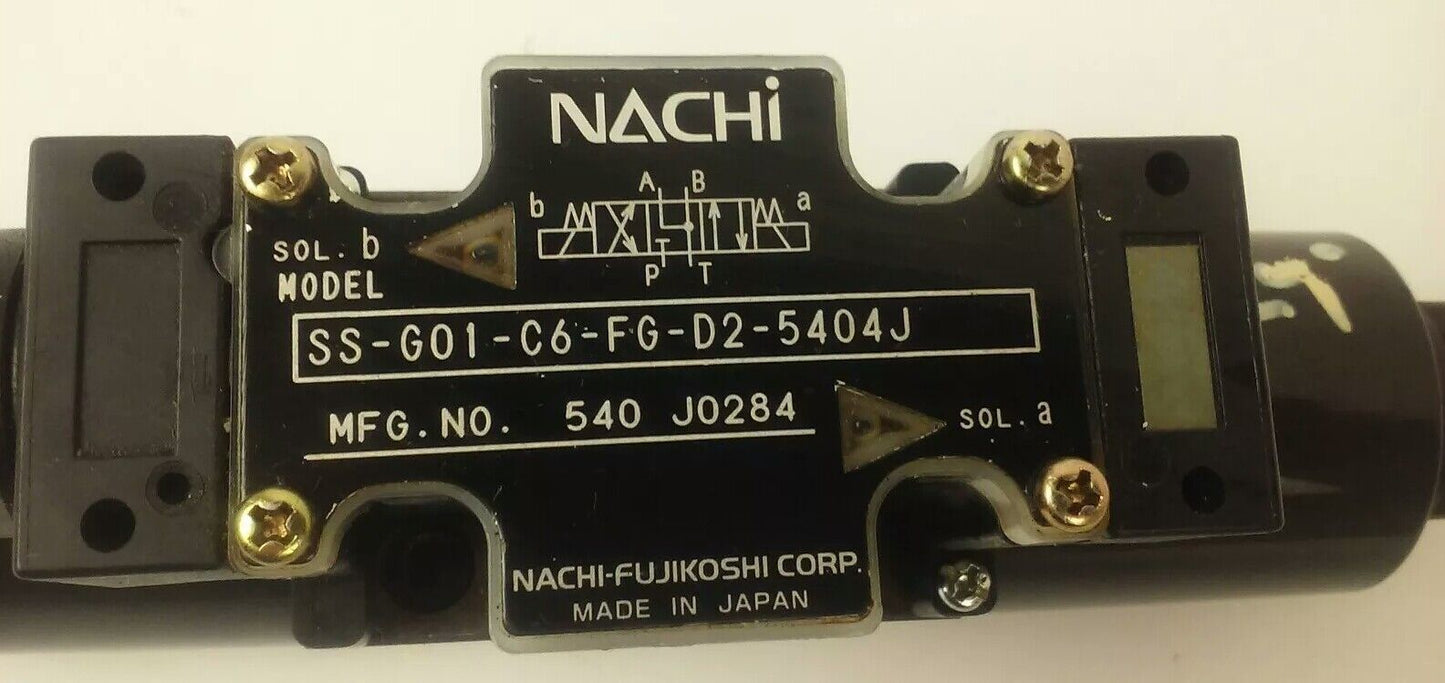 NACHi
A B
b a
P T
SOL. b
MODEL
SS-G01-C6-FG-D2-5404J
MFG. NO. 540 J0284
SOL. a
NACHI-FUJIKOSHI CORP.
MADE IN JAPAN